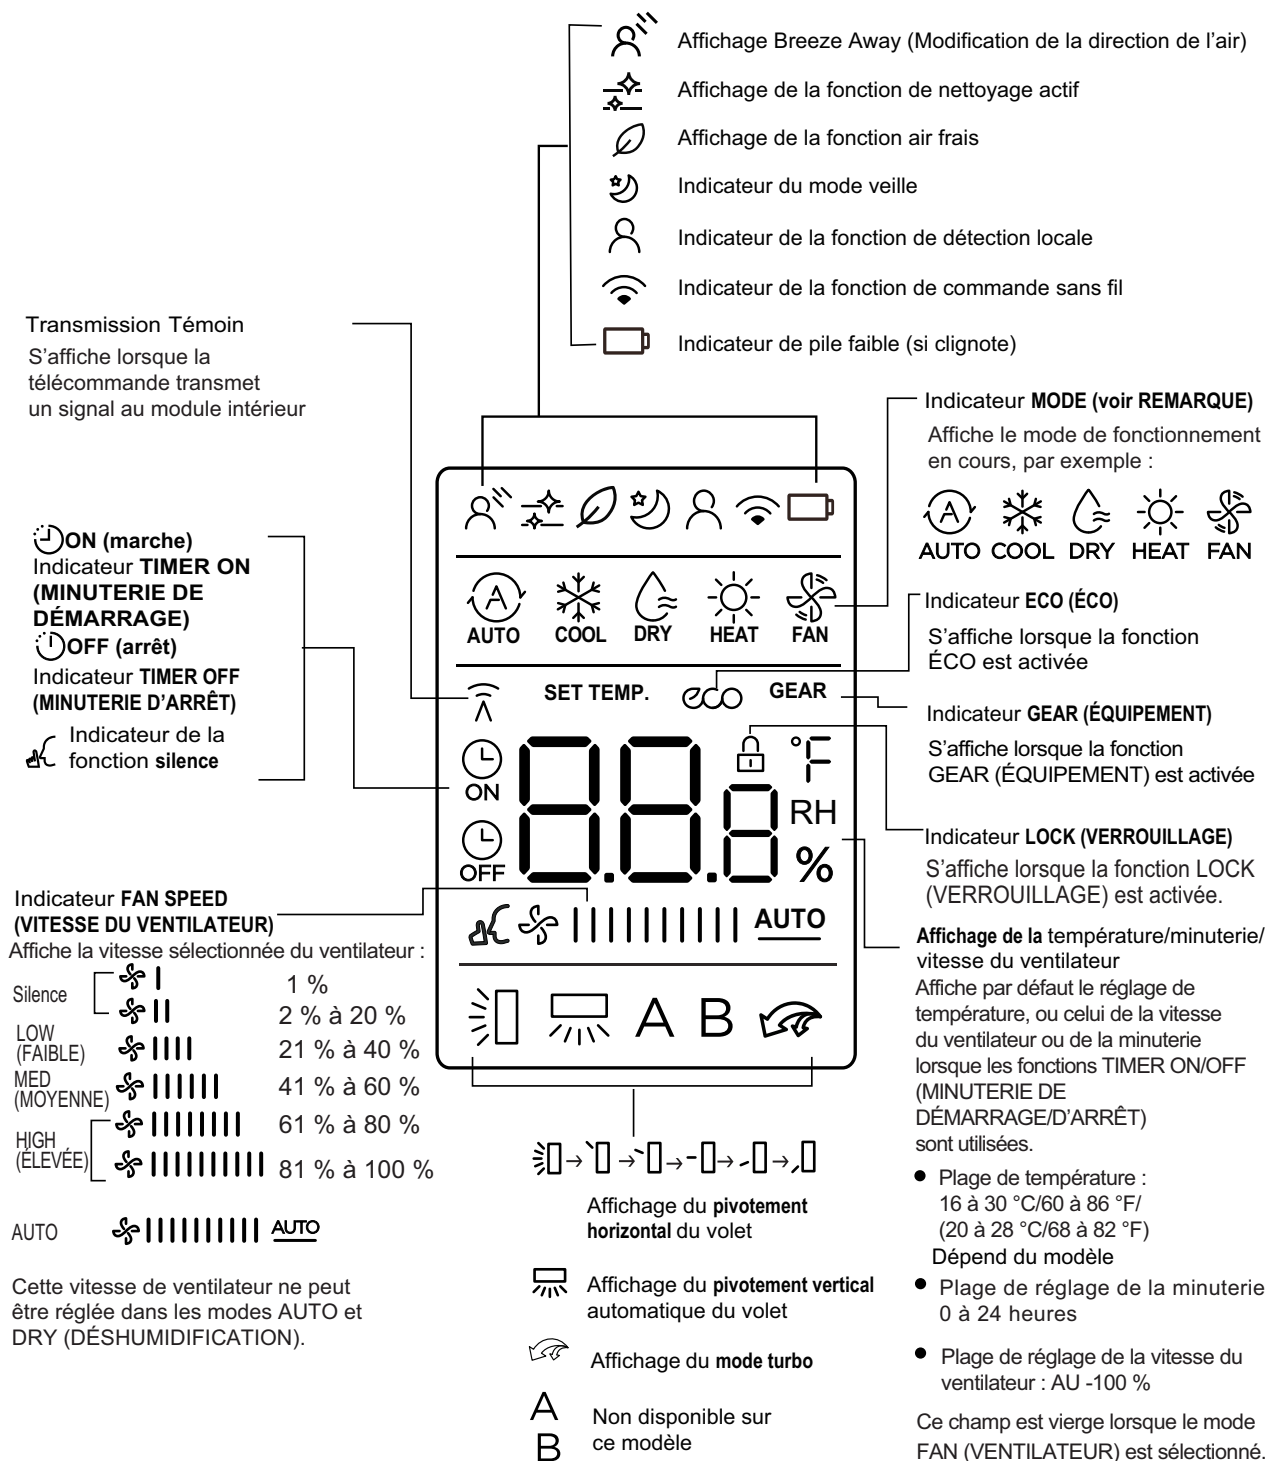 Affichage Breeze Away (Modification de la direction de l'air)
Affichage de la fonction de nettoyage actif
Affichage de la fonction air frais
Indicateur du mode veille
Indicateur de la fonction de détection locale
Indicateur de la fonction de commande sans fil
Indicateur de pile faible (si clignote)
Transmission Témoin
S'affiche lorsque la
télécommande transmet
un signal au module intérieur
ON (marche)
Indicateur TIMER ON
(MINUTERIE DE
DÉMARRAGE)
OFF (arrêt)
Indicateur TIMER OFF
(MINUTERIE D'ARRÊT)
Indicateur de la
fonction silence
Indicateur FAN SPEED
(VITESSE DU VENTILATEUR)
Affiche la vitesse sélectionnée du ventilateur :
Silence
1 %
2 % à 20 %
LOW
(FAIBLE)
21 % à 40 %
MED
(MOYENNE)
41 % à 60 %
HIGH
(ÉLEVÉE)
61 % à 80 %
81 % à 100 %
AUTO
AUTO
Cette vitesse de ventilateur ne peut
être réglée dans les modes AUTO et
DRY (DÉSHUMIDIFICATION).
A
AUTO COOL DRY HEAT FAN
SET TEMP.
eco
GEAR
ON
OFF
88.8
°F
RH
%
AUTO
A B
Affichage du pivotement
horizontal du volet
Affichage du pivotement vertical
automatique du volet
Affichage du mode turbo
A
B
Non disponible sur
ce modèle
Indicateur MODE (voir REMARQUE)
Affiche le mode de fonctionnement
en cours, par exemple :
A
AUTO COOL DRY HEAT FAN
Indicateur ECO (ÉCO)
S'affiche lorsque la fonction
ÉCO est activée
Indicateur GEAR (ÉQUIPEMENT)
S'affiche lorsque la fonction
GEAR (ÉQUIPEMENT) est activée
Indicateur LOCK (VERROUILLAGE)
S'affiche lorsque la fonction LOCK
(VERROUILLAGE) est activée.
Affichage de la température/minuterie/
vitesse du ventilateur
Affiche par défaut le réglage de
température, ou celui de la vitesse
du ventilateur ou de la minuterie
lorsque les fonctions TIMER ON/OFF
(MINUTERIE DE
DÉMARRAGE/D'ARRÊT)
sont utilisées.
• Plage de température :
16 à 30 °C/60 à 86 °F/
(20 à 28 °C/68 à 82 °F)
Dépend du modèle
• Plage de réglage de la minuterie
0 à 24 heures
• Plage de réglage de la vitesse du
ventilateur : AU -100 %
Ce champ est vierge lorsque le mode
FAN (VENTILATEUR) est sélectionné.